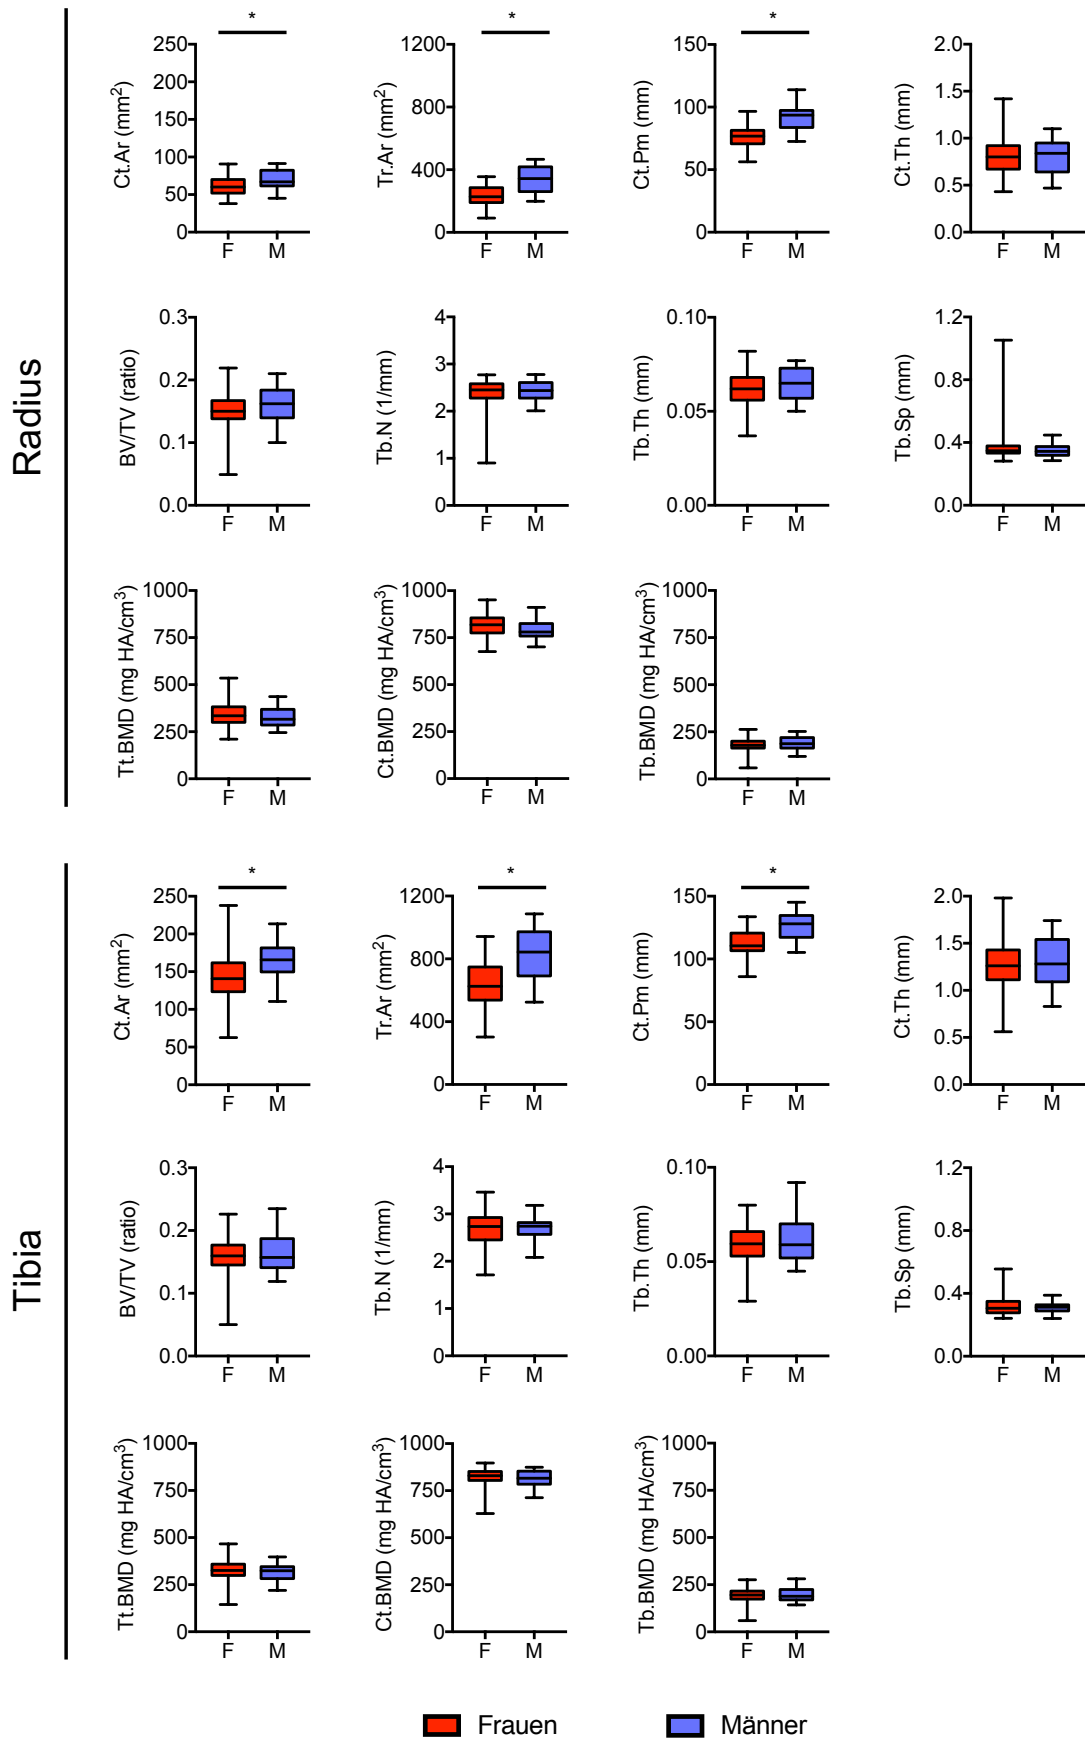 Radius
* * *
Ct.Ar (mm²) 250 200 150 100 50 0 F M
Tr.Ar (mm²) 1200 800 400 0 F M
Ct.Pm (mm) 150 100 50 0 F M
Ct.Th (mm) 2.0 1.5 1.0 0.5 0.0 F M
BV/TV (ratio) 0.3 0.2 0.1 0.0 F M
Tb.N (1/mm) 4 3 2 1 0 F M
Tb.Th (mm) 0.10 0.05 0.00 F M
Tb.Sp (mm) 1.2 0.8 0.4 0.0 F M
Tt.BMD (mg HA/cm³) 1000 750 500 250 0 F M
Ct.BMD (mg HA/cm³) 1000 750 500 250 0 F M
Tb.BMD (mg HA/cm³) 1000 750 500 250 0 F M
Tibia
* * *
Ct.Ar (mm²) 250 200 150 100 50 0 F M
Tr.Ar (mm²) 1200 800 400 0 F M
Ct.Pm (mm) 150 100 50 0 F M
Ct.Th (mm) 2.0 1.5 1.0 0.5 0.0 F M
BV/TV (ratio) 0.3 0.2 0.1 0.0 F M
Tb.N (1/mm) 4 3 2 1 0 F M
Tb.Th (mm) 0.10 0.05 0.00 F M
Tb.Sp (mm) 1.2 0.8 0.4 0.0 F M
Tt.BMD (mg HA/cm³) 1000 750 500 250 0 F M
Ct.BMD (mg HA/cm³) 1000 750 500 250 0 F M
Tb.BMD (mg HA/cm³) 1000 750 500 250 0 F M
Frauen Männer